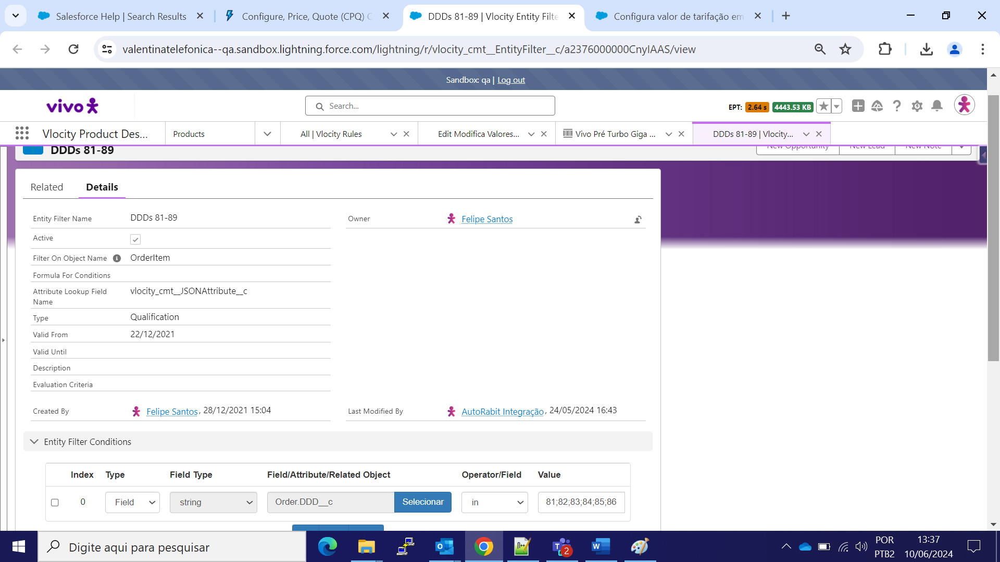 Salesforce Help | Search Results
Configure, Price, Quote (CPQ) C
DDDs 81-89 | Vlocity Entity Filte
Configura valor de tarifação em
valentinatelefonica--qa.sandbox.lightning.force.com/lightning/r/vlocity_cmt__EntityFilter__c/a2376000000CnyIAAS/view
Sandbox: qa | Log out
vivo
Search...
EPT: 2.64 s 4443.53 KB
Vlocity Product Des...
Products
All | Vlocity Rules
Edit Modifica Valores...
Vivo Pré Turbo Giga ...
DDDs 81-89 | Vlocity...
DDDs 81-89
New Opportunity
New Lead
New Note
Related
Details
Entity Filter Name
DDDs 81-89
Owner
Felipe Santos
Active
Filter On Object Name
OrderItem
Formula For Conditions
Attribute Lookup Field Name
vlocity_cmt__JSONAttribute__c
Type
Qualification
Valid From
22/12/2021
Valid Until
Description
Evaluation Criteria
Created By
Felipe Santos, 28/12/2021 15:04
Last Modified By
AutoRabit Integração, 24/05/2024 16:43
Entity Filter Conditions
Index
Type
Field Type
Field/Attribute/Related Object
Operator/Field
Value
0
Field
string
Order.DDD__c
Selecionar
in
81;82;83;84;85;86
Digite aqui para pesquisar
2
POR
PTB2
13:37
10/06/2024